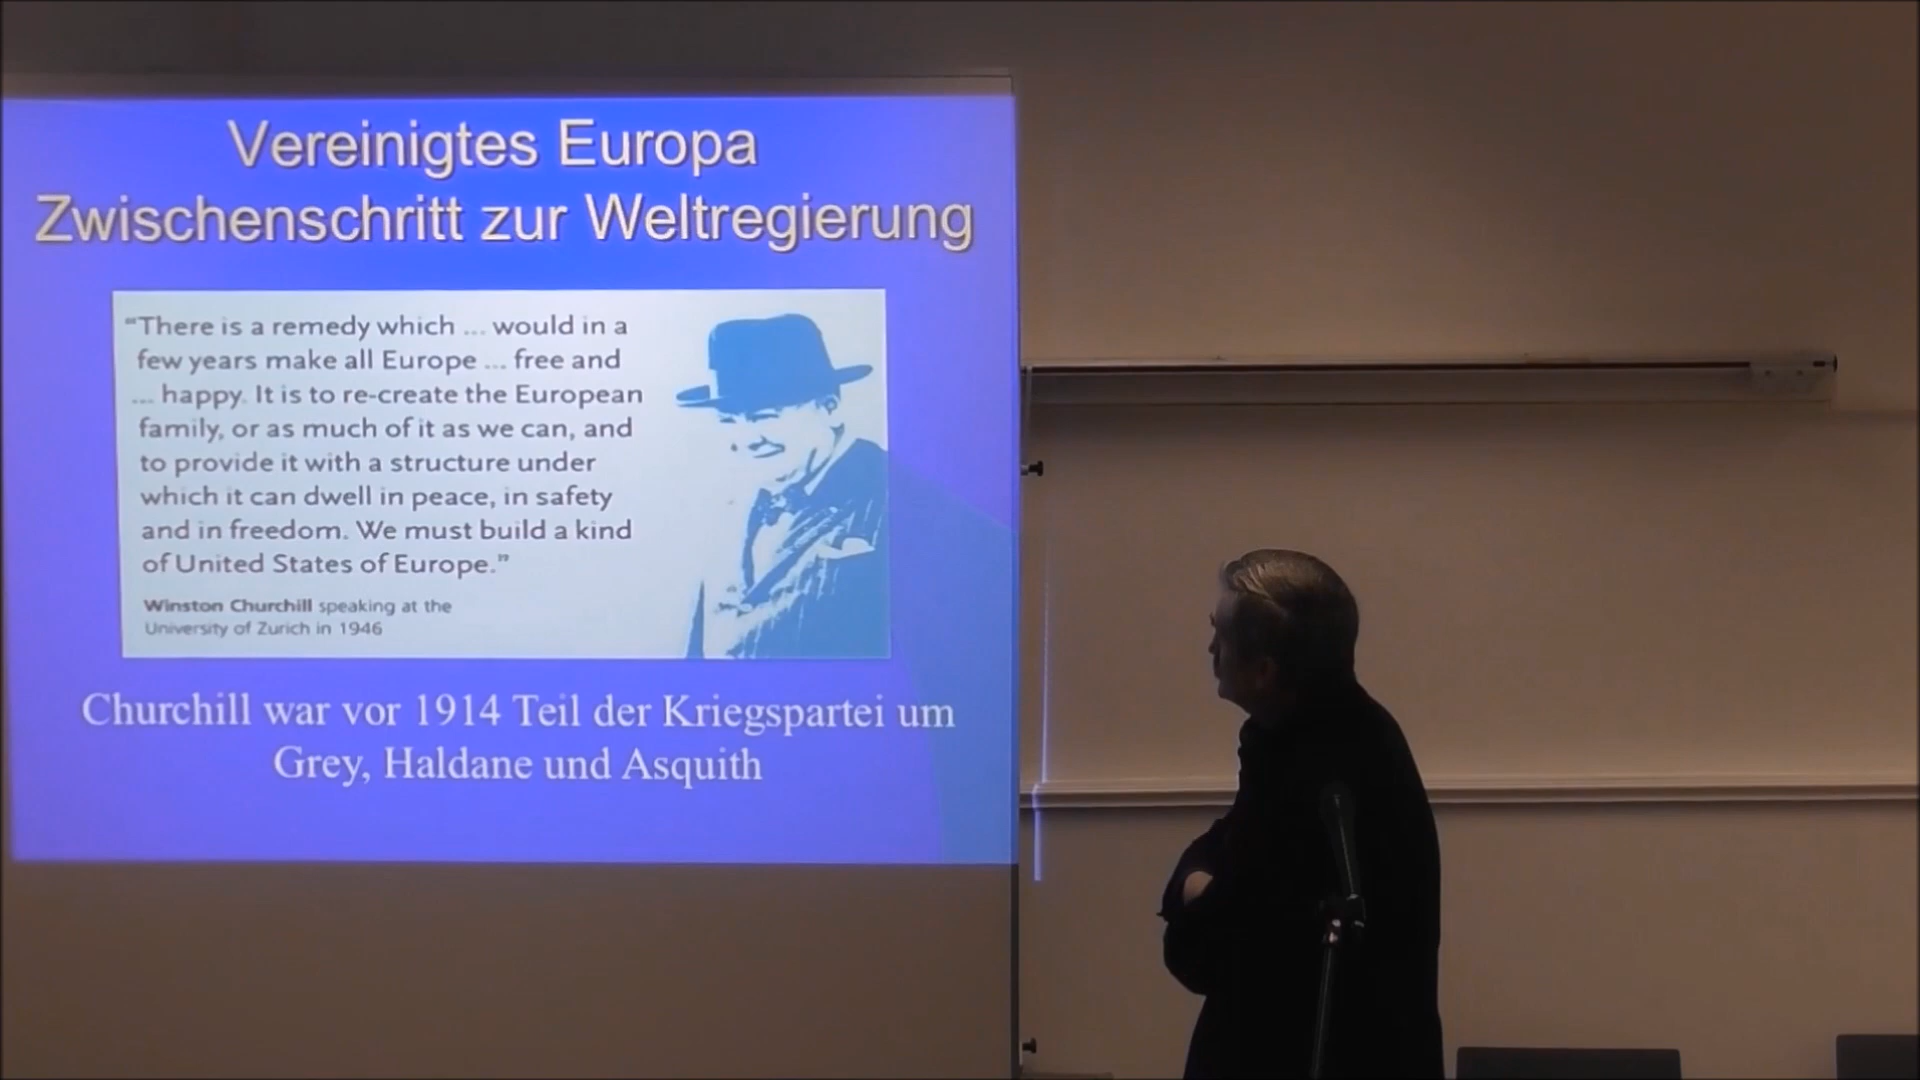 Vereinigtes Europa
Zwischenschritt zur Weltregierung
“There is a remedy which ... would in a
few years make all Europe ... free and
... happy. It is to re-create the European
family, or as much of it as we can, and
to provide it with a structure under
which it can dwell in peace, in safety
and in freedom. We must build a kind
of United States of Europe.”
Winston Churchill speaking at the
University of Zurich in 1946
Churchill war vor 1914 Teil der Kriegspartei um
Grey, Haldane und Asquith